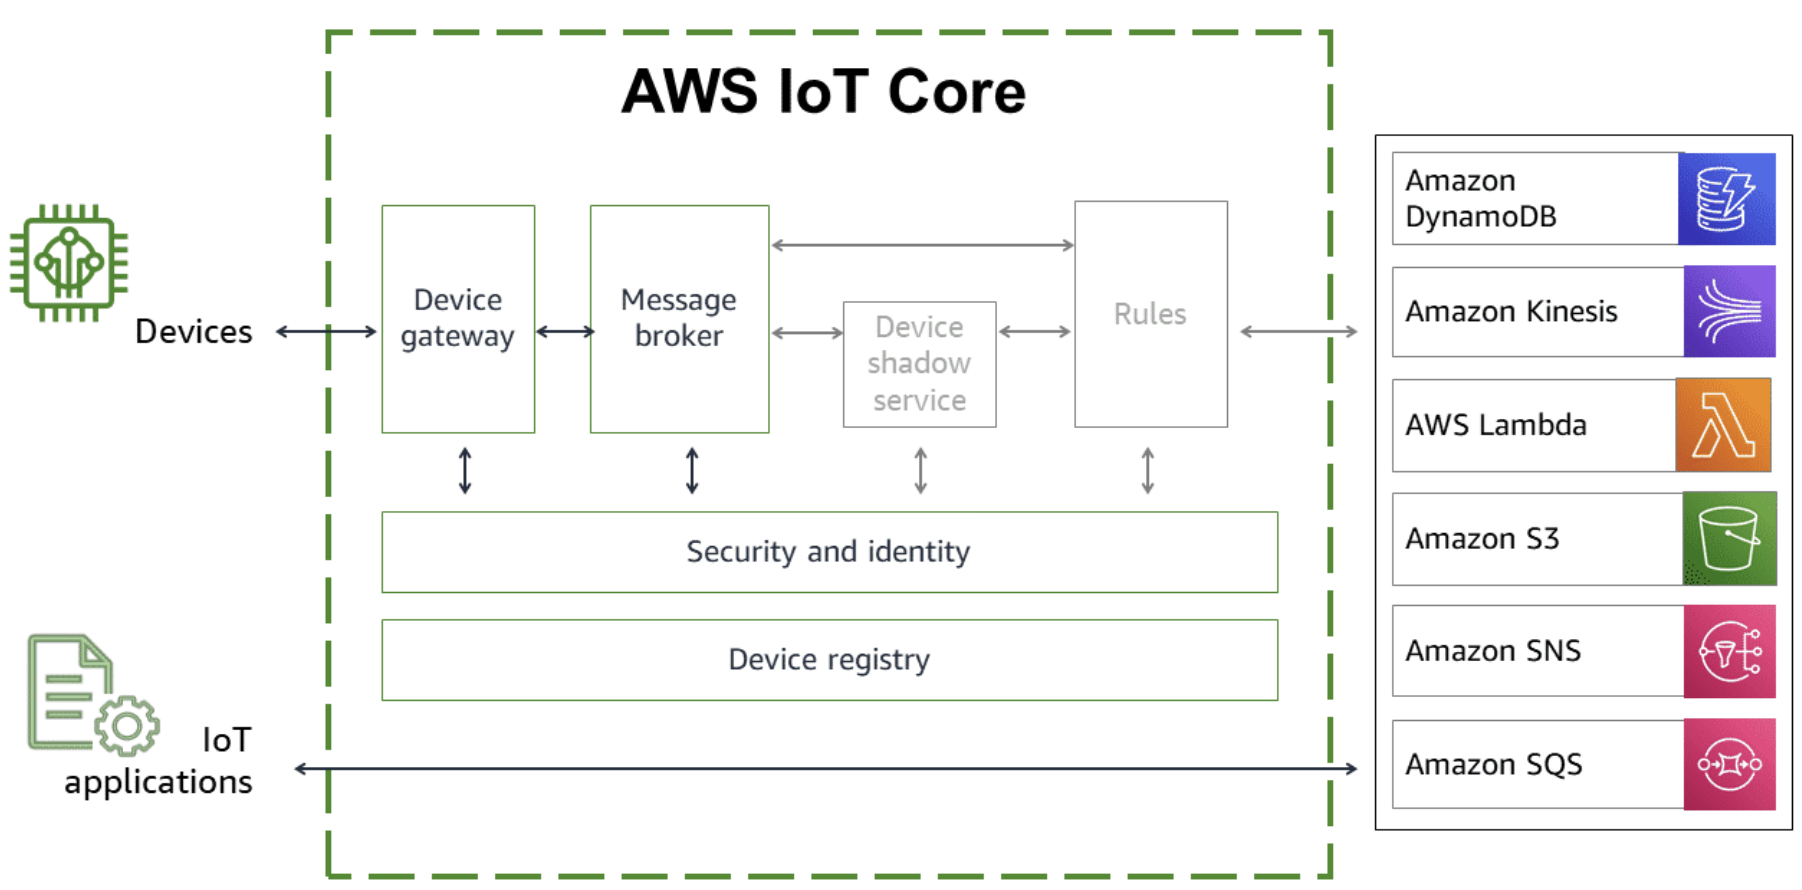 AWS IoT Core
Devices
Device
gateway
Message
broker
Device
shadow
service
Rules
Security and identity
Device registry
IoT
applications
Amazon
DynamoDB
Amazon Kinesis
AWS Lambda
Amazon S3
Amazon SNS
Amazon SQS